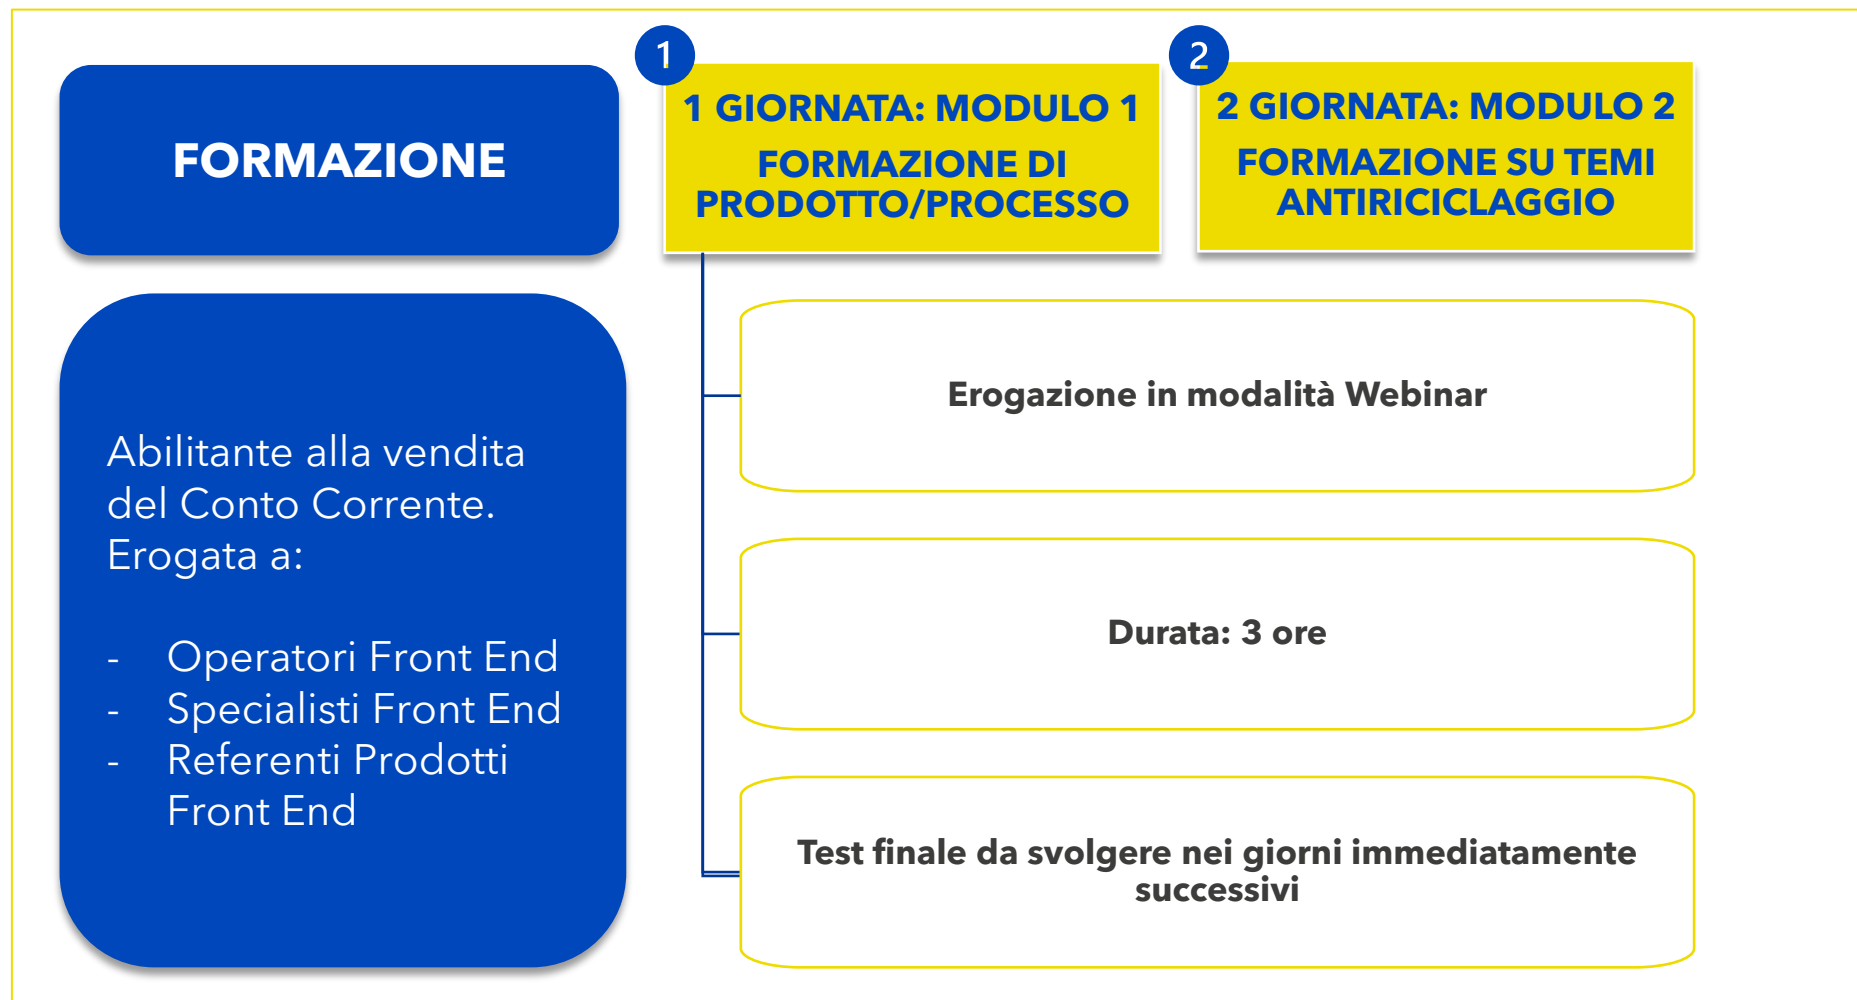 FORMAZIONE
Abilitante alla vendita
del Conto Corrente.
Erogata a:
- Operatori Front End
- Specialisti Front End
- Referenti Prodotti
Front End
1
1 GIORNATA: MODULO 1
FORMAZIONE DI
PRODOTTO/PROCESSO
2
2 GIORNATA: MODULO 2
FORMAZIONE SU TEMI
ANTIRICICLAGGIO
Erogazione in modalità Webinar
Durata: 3 ore
Test finale da svolgere nei giorni immediatamente
successivi